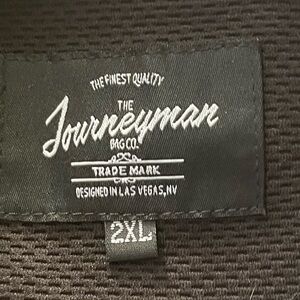 THE FINEST QUALITY
THE
Journeyman
BAG CO.
TRADE MARK
DESIGNED IN LAS VEGAS, NV
2XL